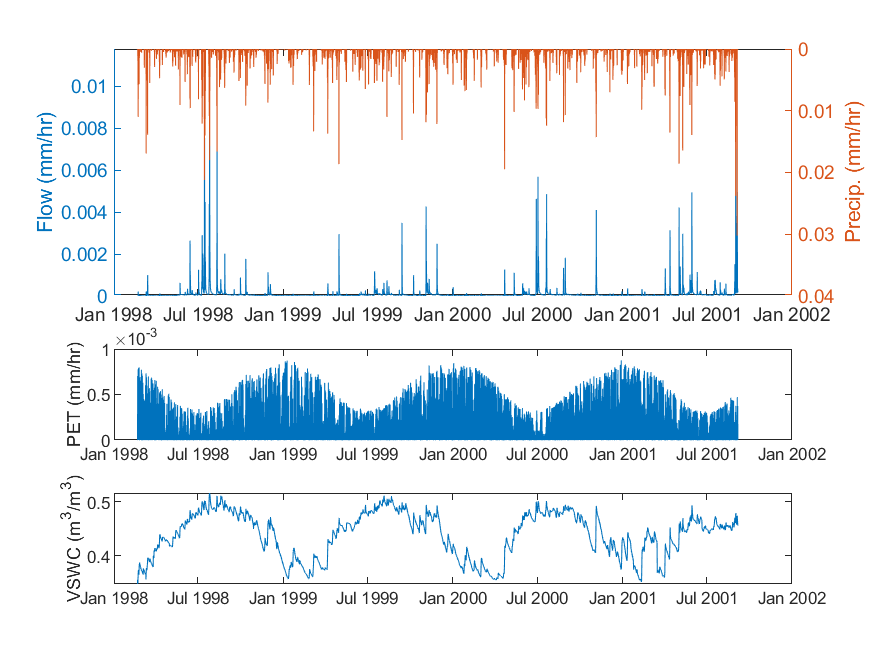 Flow (mm/hr)
0.01
0.008
0.006
0.004
0.002
0
0
0.01
0.02
0.03
0.04
Precip. (mm/hr)
Jan 1998 Jul 1998 Jan 1999 Jul 1999 Jan 2000 Jul 2000 Jan 2001 Jul 2001 Jan 2002
×10⁻³
PET (mm/hr)
1
0.5
0
Jan 1998 Jul 1998 Jan 1999 Jul 1999 Jan 2000 Jul 2000 Jan 2001 Jul 2001 Jan 2002
VSWC (m³/m³)
0.5
0.4
Jan 1998 Jul 1998 Jan 1999 Jul 1999 Jan 2000 Jul 2000 Jan 2001 Jul 2001 Jan 2002